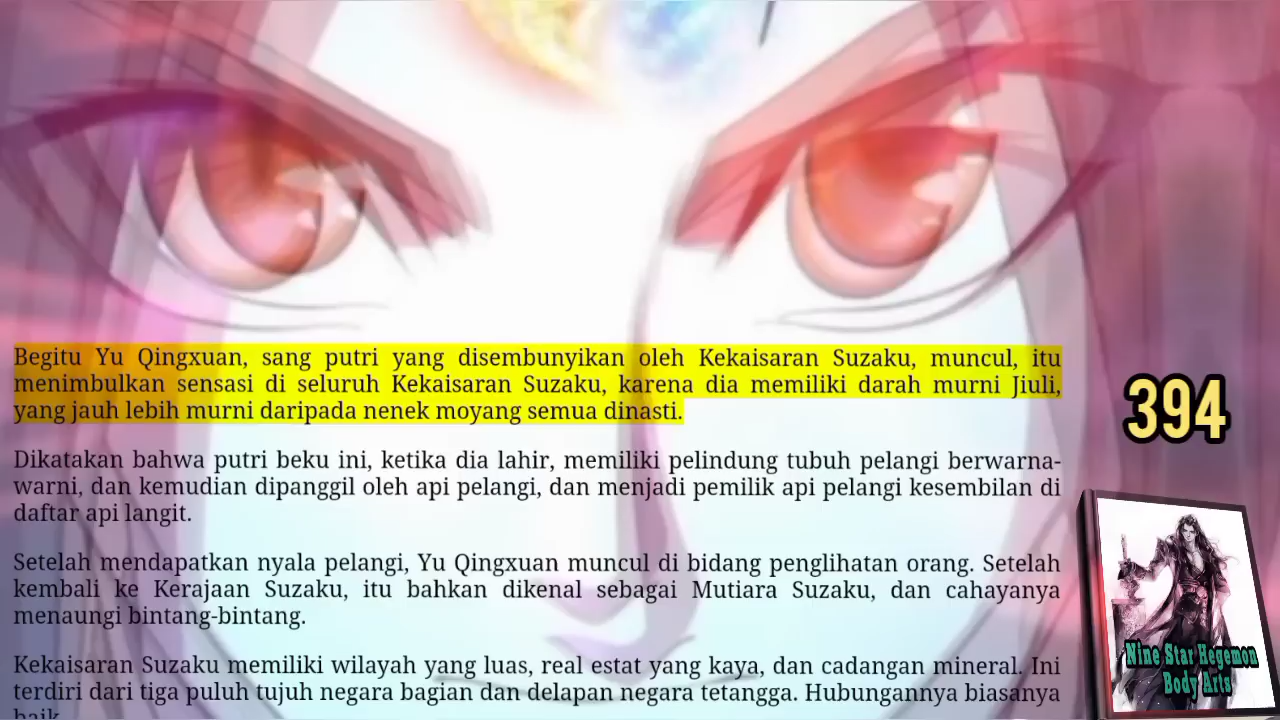 Begitu Yu Qingxuan, sang putri yang disembunyikan oleh Kekaisaran Suzaku, muncul, itu
menimbulkan sensasi di seluruh Kekaisaran Suzaku, karena dia memiliki darah murni Jiuli,
yang jauh lebih murni daripada nenek moyang semua dinasti.
Dikatakan bahwa putri beku ini, ketika dia lahir, memiliki pelindung tubuh pelangi berwarna-
warni, dan kemudian dipanggil oleh api pelangi, dan menjadi pemilik api pelangi kesembilan di
daftar api langit.
Setelah mendapatkan nyala pelangi, Yu Qingxuan muncul di bidang penglihatan orang. Setelah
kembali ke Kerajaan Suzaku, itu bahkan dikenal sebagai Mutiara Suzaku, dan cahayanya
menaungi bintang-bintang.
Kekaisaran Suzaku memiliki wilayah yang luas, real estat yang kaya, dan cadangan mineral. Ini
terdiri dari tiga puluh tujuh negara bagian dan delapan negara tetangga. Hubungannya biasanya
baik
394
Nine Star Hegemon
Body Arts